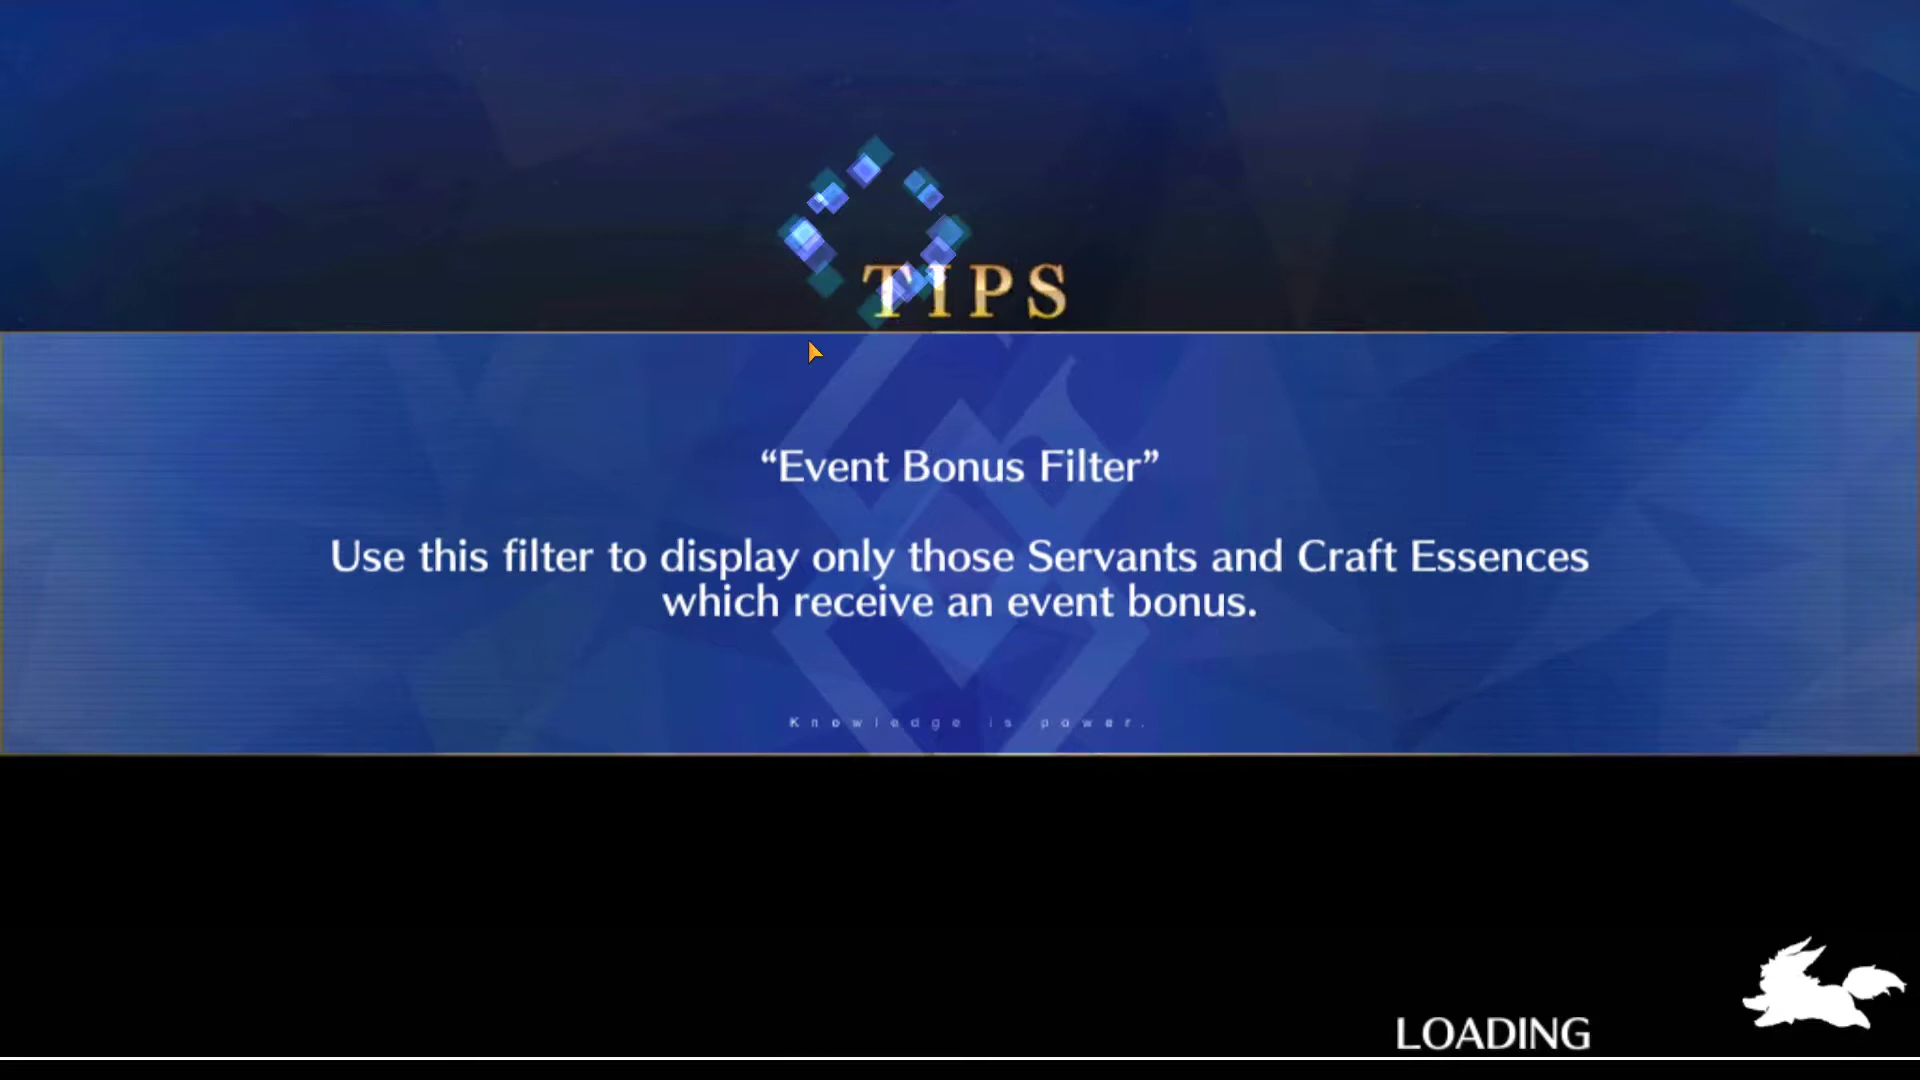 TIPS
“Event Bonus Filter”
Use this filter to display only those Servants and Craft Essences
which receive an event bonus.
Knowledge is power.
LOADING